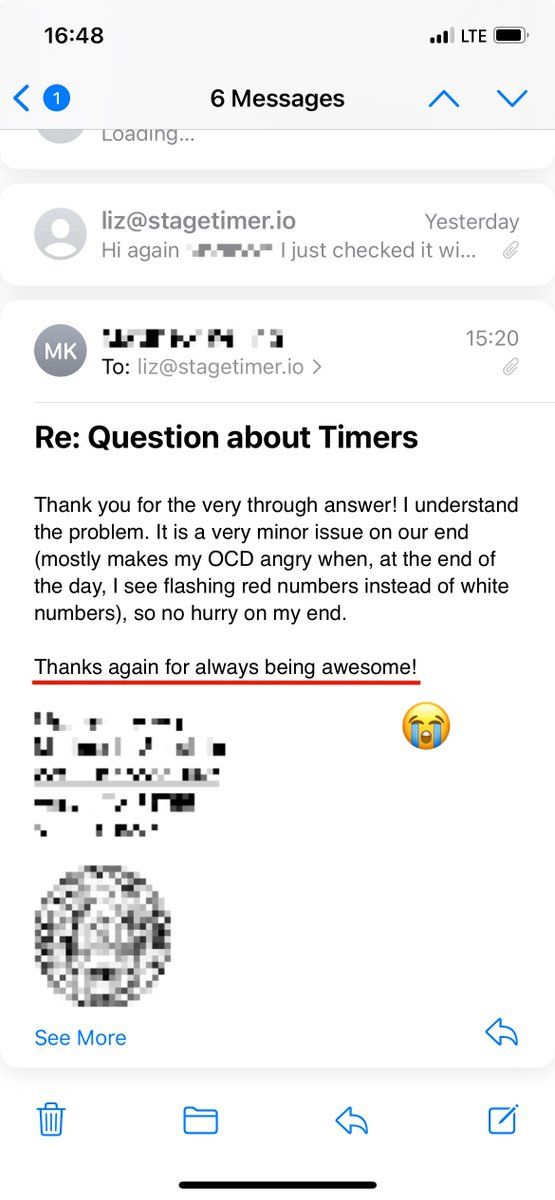 16:48
LTE
1
6 Messages
Loading...
liz@stagetimer.io
Yesterday
Hi again
I just checked it wi...
MK
15:20
To: liz@stagetimer.io
Re: Question about Timers
Thank you for the very through answer! I understand
the problem. It is a very minor issue on our end
(mostly makes my OCD angry when, at the end of
the day, I see flashing red numbers instead of white
numbers), so no hurry on my end.
Thanks again for always being awesome!
See More